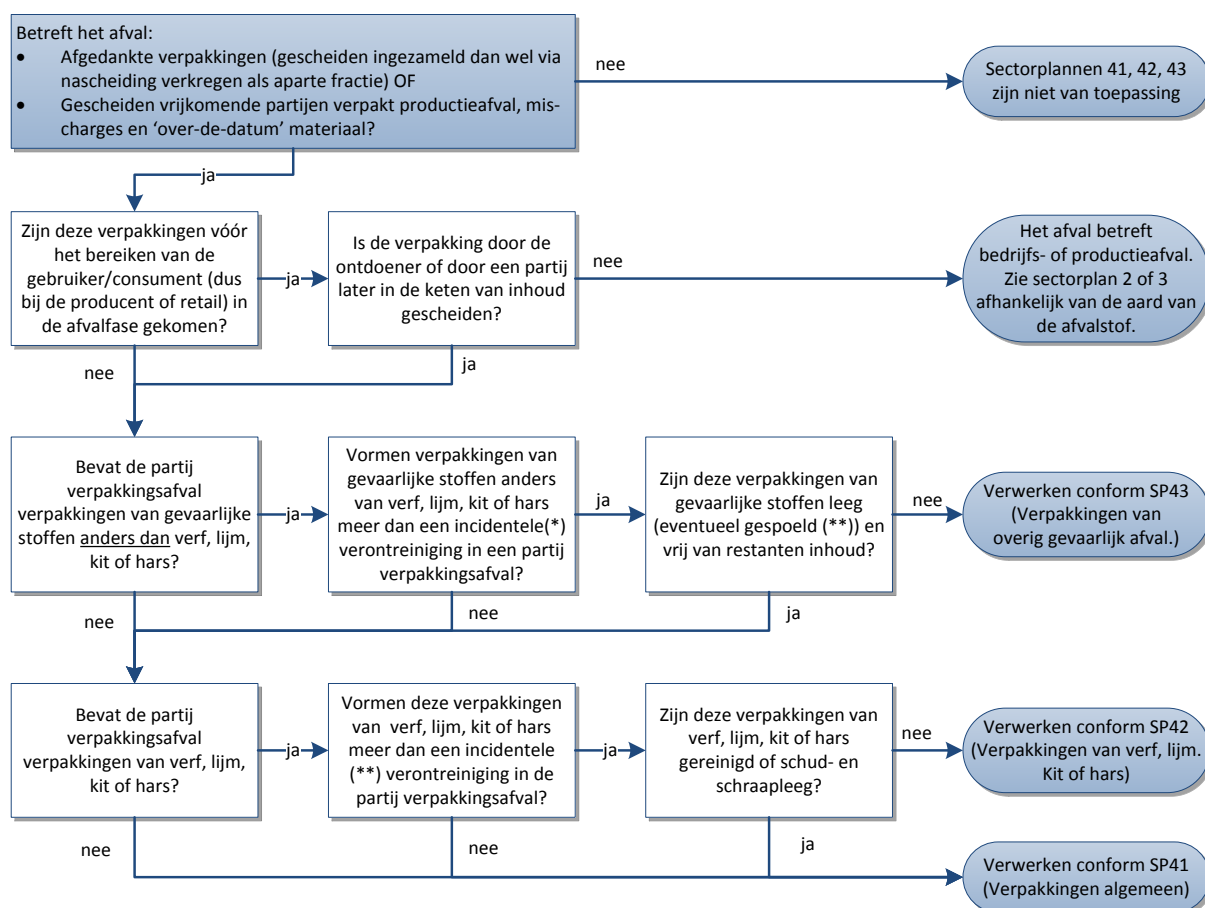 Betreft het afval:
• Afgedankte verpakkingen (gescheiden ingezameld dan wel via
nascheiding verkregen als aparte fractie) OF
• Gescheiden vrijkomende partijen verpakt productieafval, mis-
charges en ‘over-de-datum’ materiaal?
nee
Sectorplannen 41, 42, 43
zijn niet van toepassing
ja
Zijn deze verpakkingen vóór
het bereiken van de
gebruiker/consument (dus
bij de producent of retail) in
de afvalfase gekomen?
ja
Is de verpakking door de
ontdoener of door een partij
later in de keten van inhoud
gescheiden?
nee
Het afval betreft
bedrijfs- of productieafval.
Zie sectorplan 2 of 3
afhankelijk van de aard van
de afvalstof.
nee
ja
Bevat de partij
verpakkingsafval
verpakkingen van gevaarlijke
stoffen anders dan verf, lijm,
kit of hars?
ja
Vormen verpakkingen van
gevaarlijke stoffen anders
van verf, lijm, kit of hars
meer dan een incidentele(*)
verontreiniging in een partij
verpakkingsafval?
ja
Zijn deze verpakkingen van
gevaarlijke stoffen leeg
(eventueel gespoeld (**)) en
vrij van restanten inhoud?
nee
Verwerken conform SP43
(Verpakkingen van
overig gevaarlijk afval.)
nee
nee
ja
Bevat de partij
verpakkingsafval
verpakkingen van verf, lijm,
kit of hars?
ja
Vormen deze verpakkingen
van verf, lijm, kit of hars
meer dan een incidentele
(**) verontreiniging in de
partij verpakkingsafval?
ja
Zijn deze verpakkingen van
verf, lijm, kit of hars
gereinigd of schud- en
schraapleeg?
nee
Verwerken conform SP42
(Verpakkingen van verf, lijm.
Kit of hars)
nee
nee
ja
Verwerken conform SP41
(Verpakkingen algemeen)